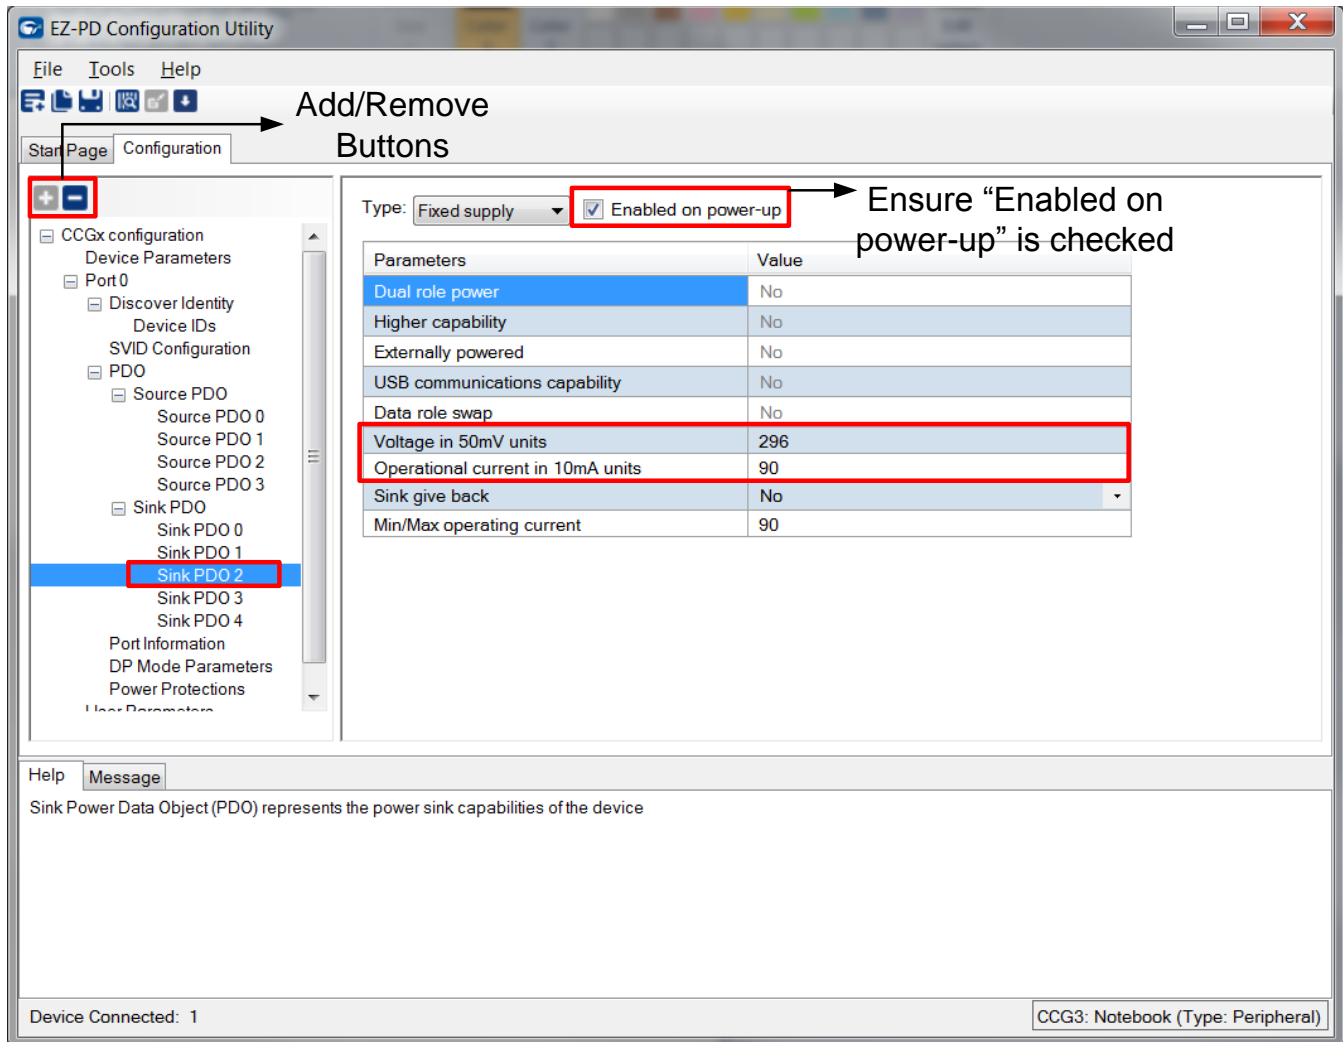 EZ-PD Configuration Utility
File Tools Help
Add/Remove
Buttons
Start Page Configuration
Type: Fixed supply Enabled on power-up
Ensure “Enabled on
power-up” is checked
CCGx configuration
Device Parameters
Port 0
Discover Identity
Device IDs
SVID Configuration
PDO
Source PDO
Source PDO 0
Source PDO 1
Source PDO 2
Source PDO 3
Sink PDO
Sink PDO 0
Sink PDO 1
Sink PDO 2
Sink PDO 3
Sink PDO 4
Port Information
DP Mode Parameters
Power Protections
User Parameters
Parameters Value
Dual role power No
Higher capability No
Externally powered No
USB communications capability No
Data role swap No
Voltage in 50mV units 296
Operational current in 10mA units 90
Sink give back No
Min/Max operating current 90
Help Message
Sink Power Data Object (PDO) represents the power sink capabilities of the device
Device Connected: 1
CCG3: Notebook (Type: Peripheral)